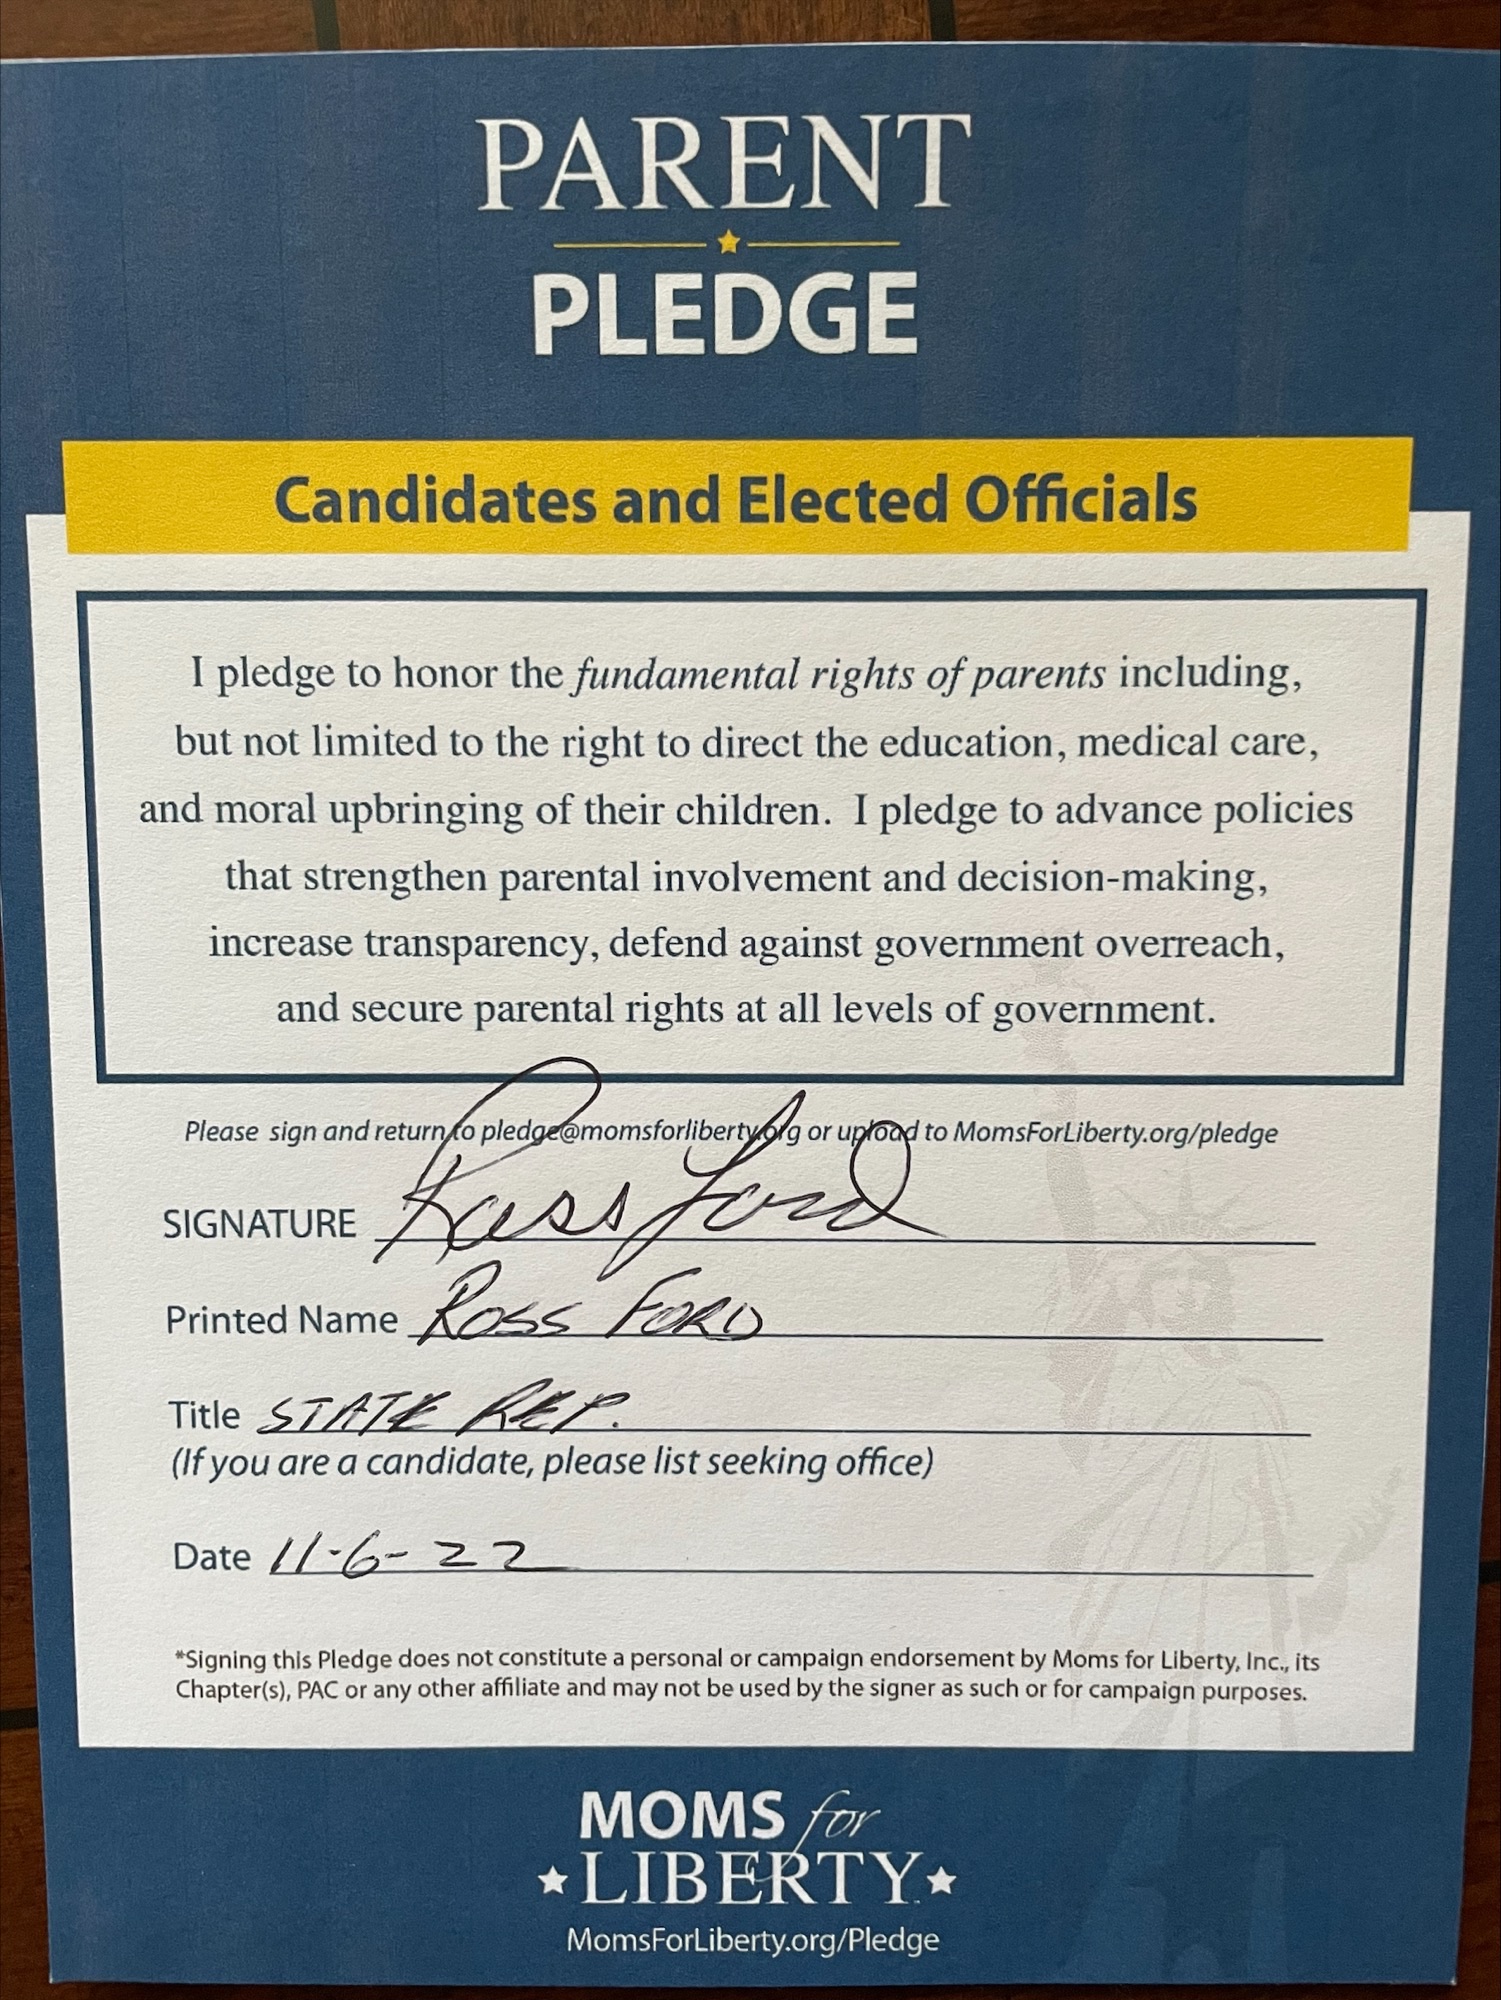 PARENT
PLEDGE
Candidates and Elected Officials
I pledge to honor the fundamental rights of parents including,
but not limited to the right to direct the education, medical care,
and moral upbringing of their children. I pledge to advance policies
that strengthen parental involvement and decision-making,
increase transparency, defend against government overreach,
and secure parental rights at all levels of government.
Please sign and return to pledge@momsforliberty.org or upload to MomsForLiberty.org/pledge
SIGNATURE Ross Ford
Printed Name ROSS FORD
Title STATE REP.
(If you are a candidate, please list seeking office)
Date 11-6-22
*Signing this Pledge does not constitute a personal or campaign endorsement by Moms for Liberty, Inc., its
Chapter(s), PAC or any other affiliate and may not be used by the signer as such or for campaign purposes.
MOMS for
LIBERTY
MomsForLiberty.org/Pledge